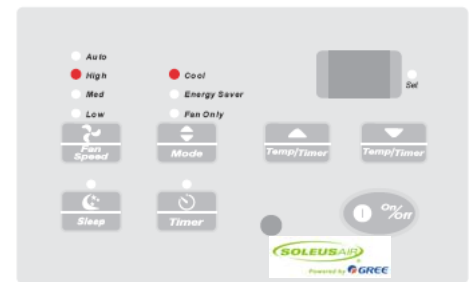 Auto
High
Med
Low
Cool
Energy Saver
Fan Only
Set
Fan
Speed
Mode
Temp/Timer
Temp/Timer
Sleep
Timer
On/Off
SOLEUSAIR
Powered by GREE